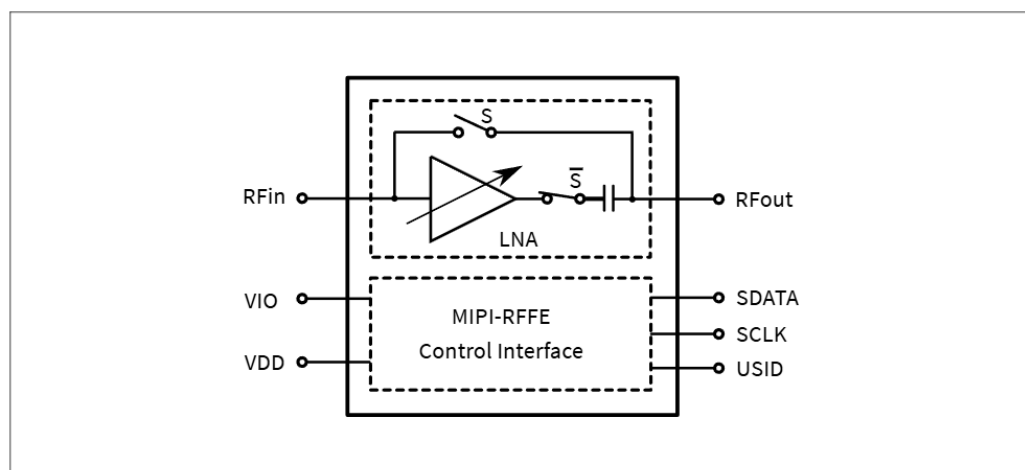 S
S̅
RFin
RFout
LNA
VIO
MIPI-RFFE
SDATA
Control Interface
SCLK
VDD
USID